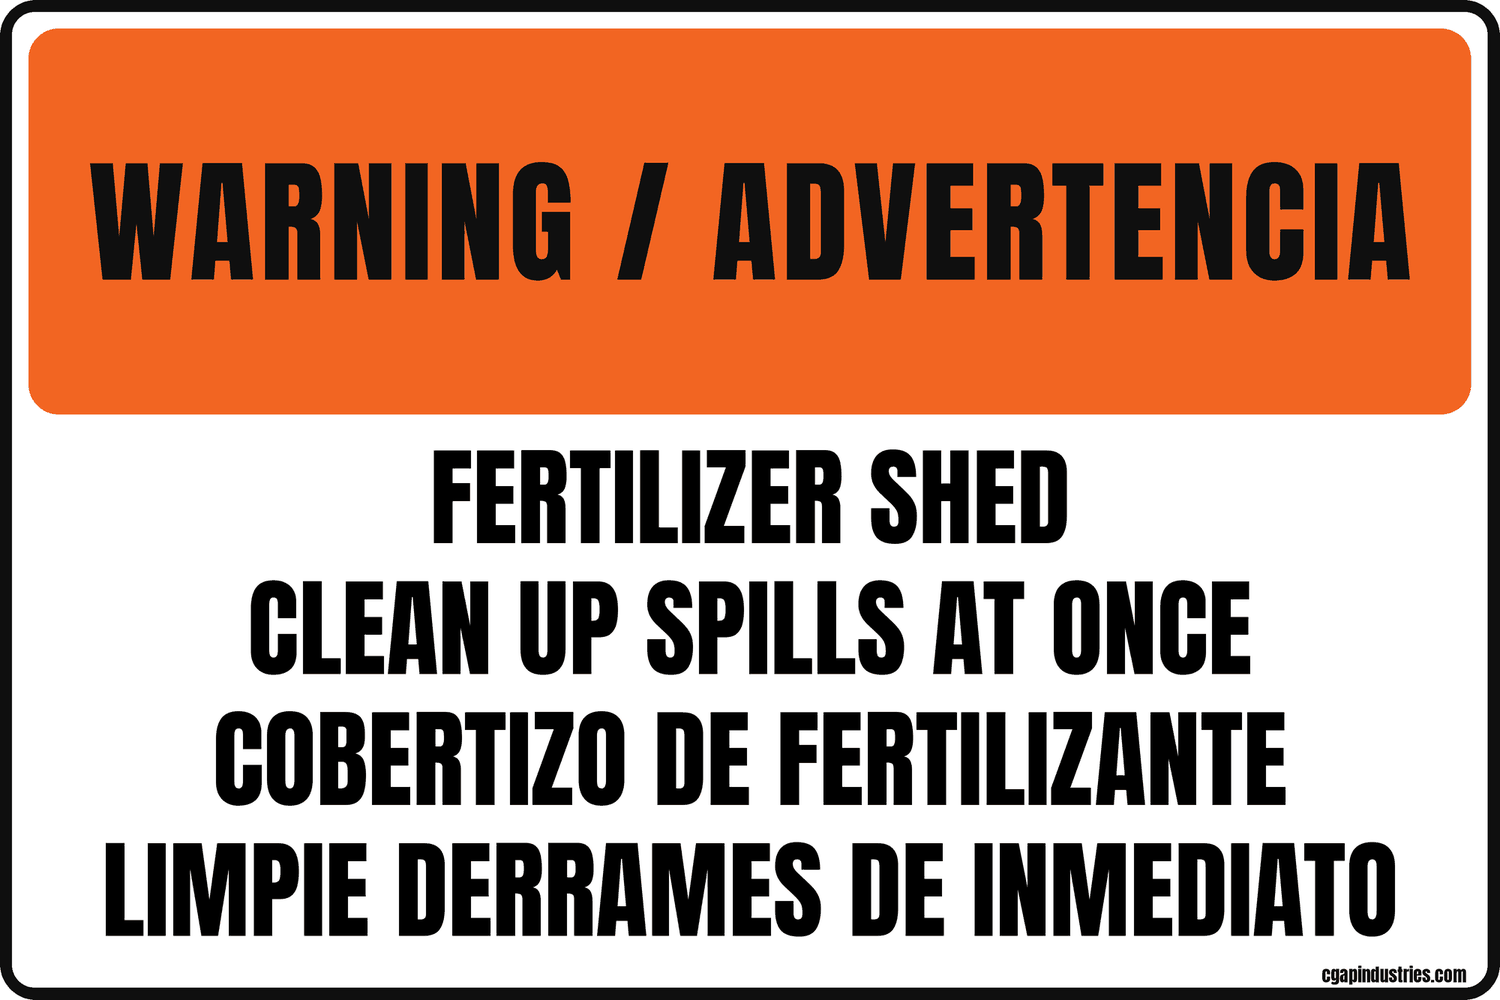 WARNING / ADVERTENCIA
FERTILIZER SHED
CLEAN UP SPILLS AT ONCE
COBERTIZO DE FERTILIZANTE
LIMPIE DERRAMES DE INMEDIATO
cgapindustries.com